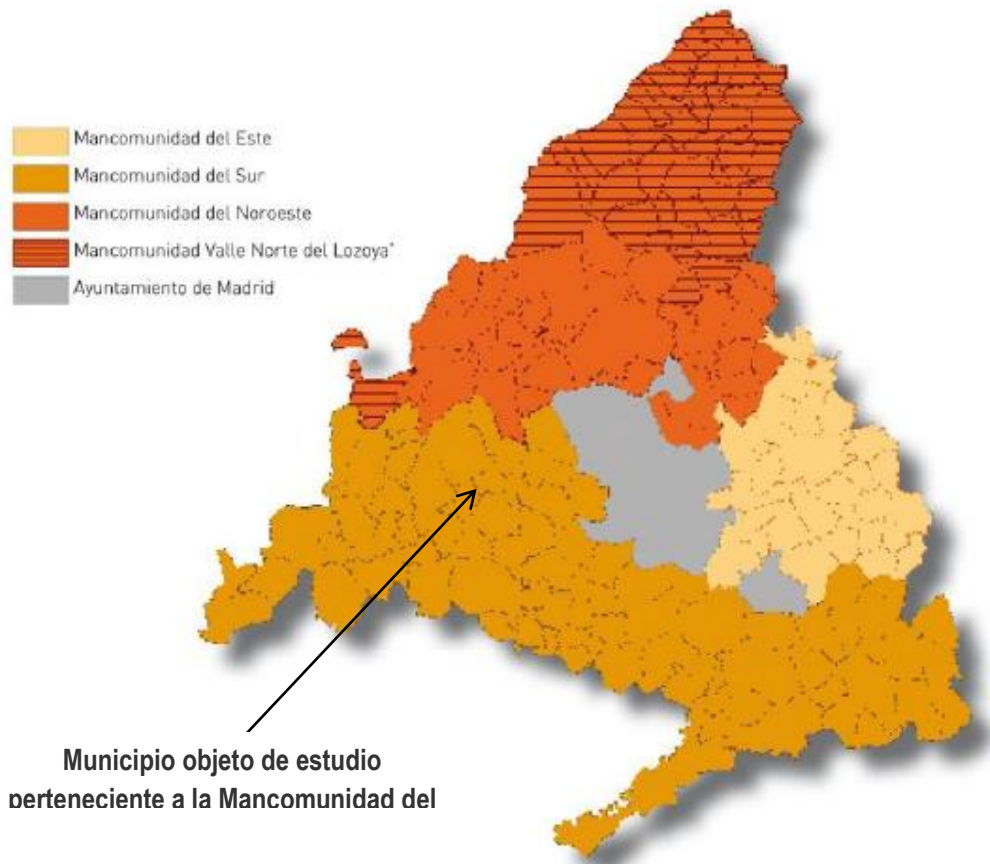 Mancomunidad del Este
Mancomunidad del Sur
Mancomunidad del Noroeste
Mancomunidad Valle Norte del Lozoya*
Ayuntamiento de Madrid
Municipio objeto de estudio
perteneciente a la Mancomunidad del